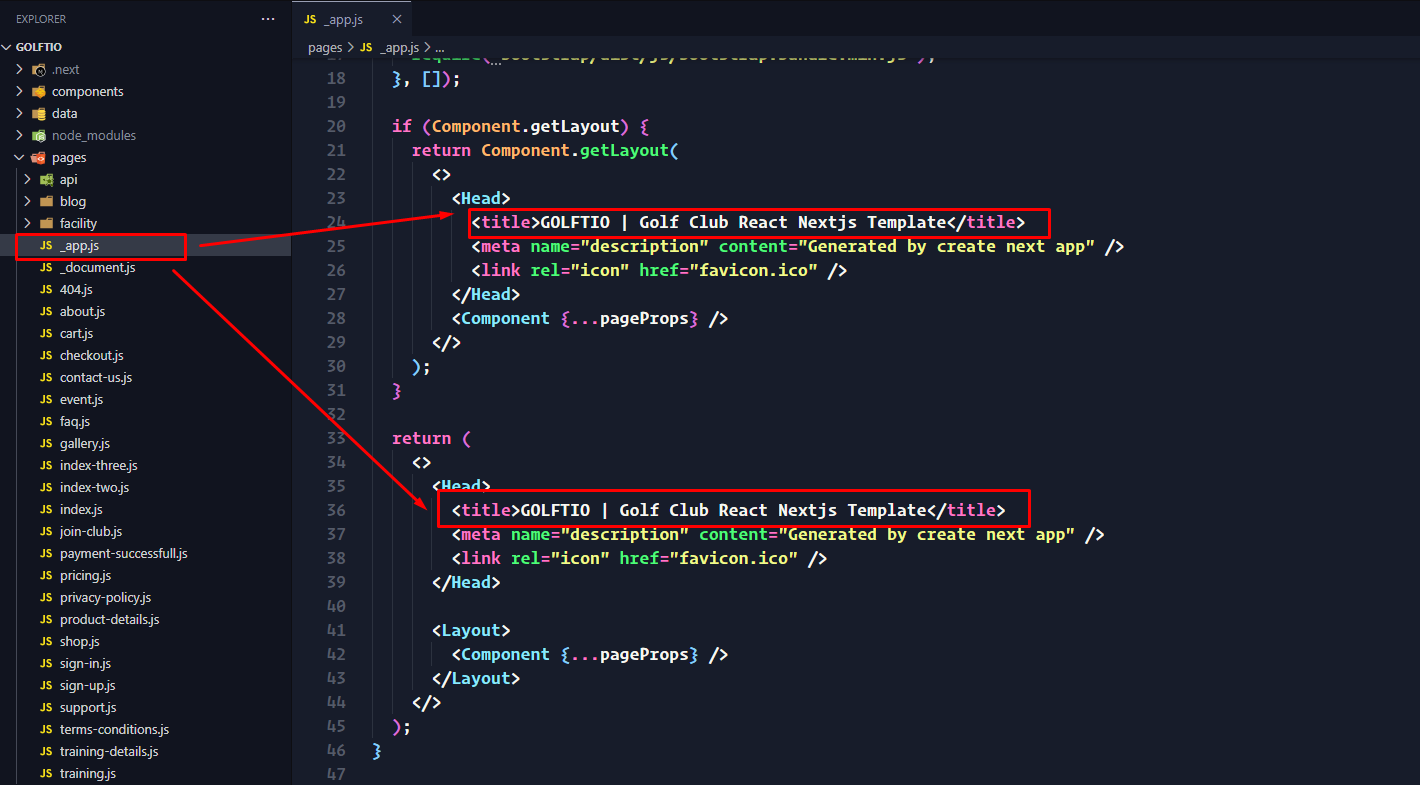 EXPLORER
GOLFTIO
.next
components
data
node_modules
pages
api
blog
facility
JS _app.js
JS _document.js
JS 404.js
JS about.js
JS cart.js
JS checkout.js
JS contact-us.js
JS event.js
JS faq.js
JS gallery.js
JS index-three.js
JS index-two.js
JS index.js
JS join-club.js
JS payment-successfull.js
JS pricing.js
JS privacy-policy.js
JS product-details.js
JS shop.js
JS sign-in.js
JS sign-up.js
JS support.js
JS terms-conditions.js
JS training-details.js
JS training.js
JS _app.js
pages > JS _app.js > ...
18 }, []);
19
20 if (Component.getLayout) {
21 return Component.getLayout(
22 <>
23 <Head>
24 <title>GOLFTIO | Golf Club React Nextjs Template</title>
25 <meta name="description" content="Generated by create next app" />
26 <link rel="icon" href="favicon.ico" />
27 </Head>
28 <Component {...pageProps} />
29 </>
30 );
31 }
32
33 return (
34 <>
35 <Head>
36 <title>GOLFTIO | Golf Club React Nextjs Template</title>
37 <meta name="description" content="Generated by create next app" />
38 <link rel="icon" href="favicon.ico" />
39 </Head>
40
41 <Layout>
42 <Component {...pageProps} />
43 </Layout>
44 </>
45 );
46 }
47